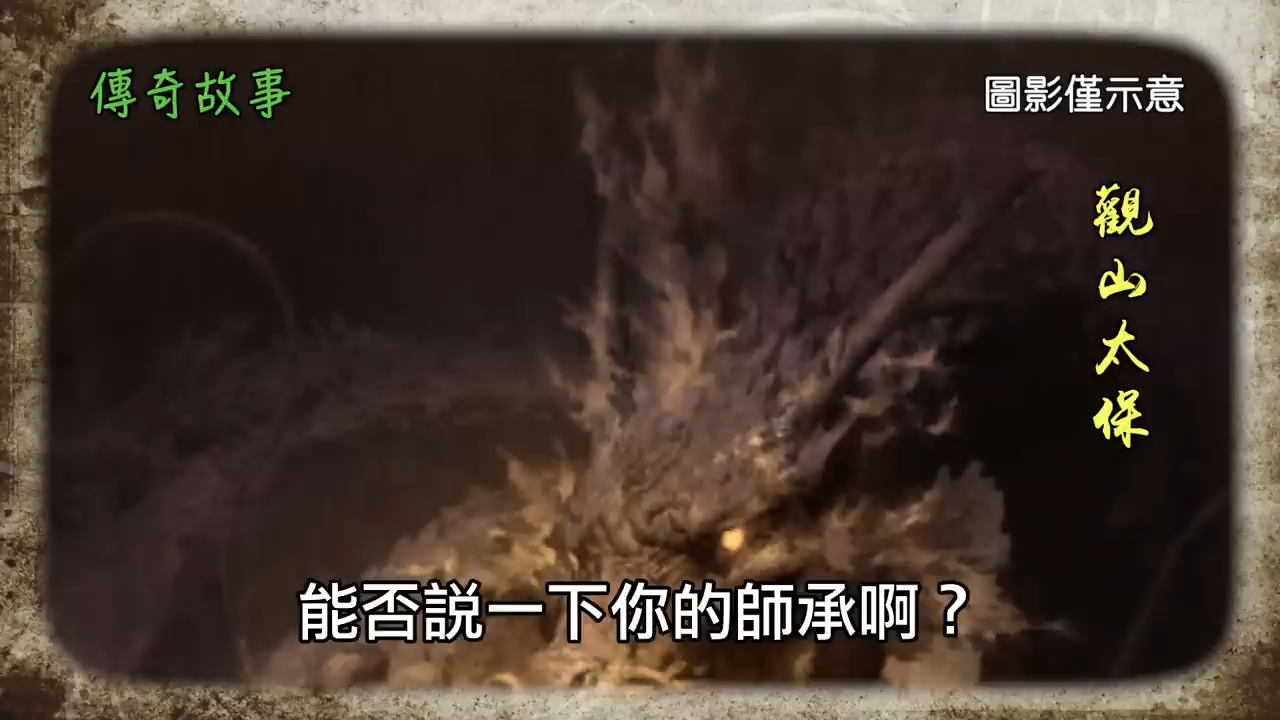 傳奇故事
圖影僅示意
觀山太保
能否説一下你的師承啊？